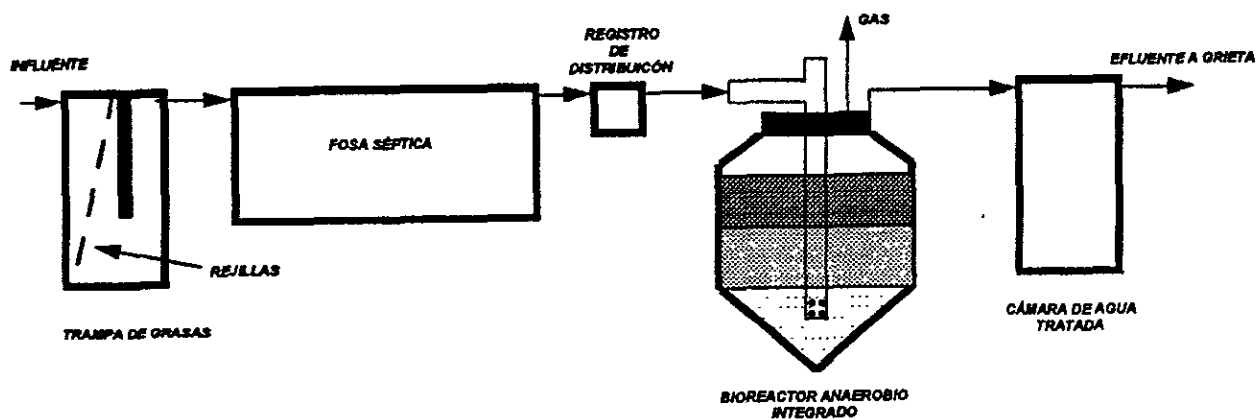 INFLUENTE
TRAMPA DE GRASAS
REJILLAS
FOSA SÉPTICA
REGISTRO
DE
DISTRIBUICÓN
GAS
BIOREACTOR ANAEROBIO
INTEGRADO
EFLUENTE A GRIETA
CÁMARA DE AGUA
TRATADA